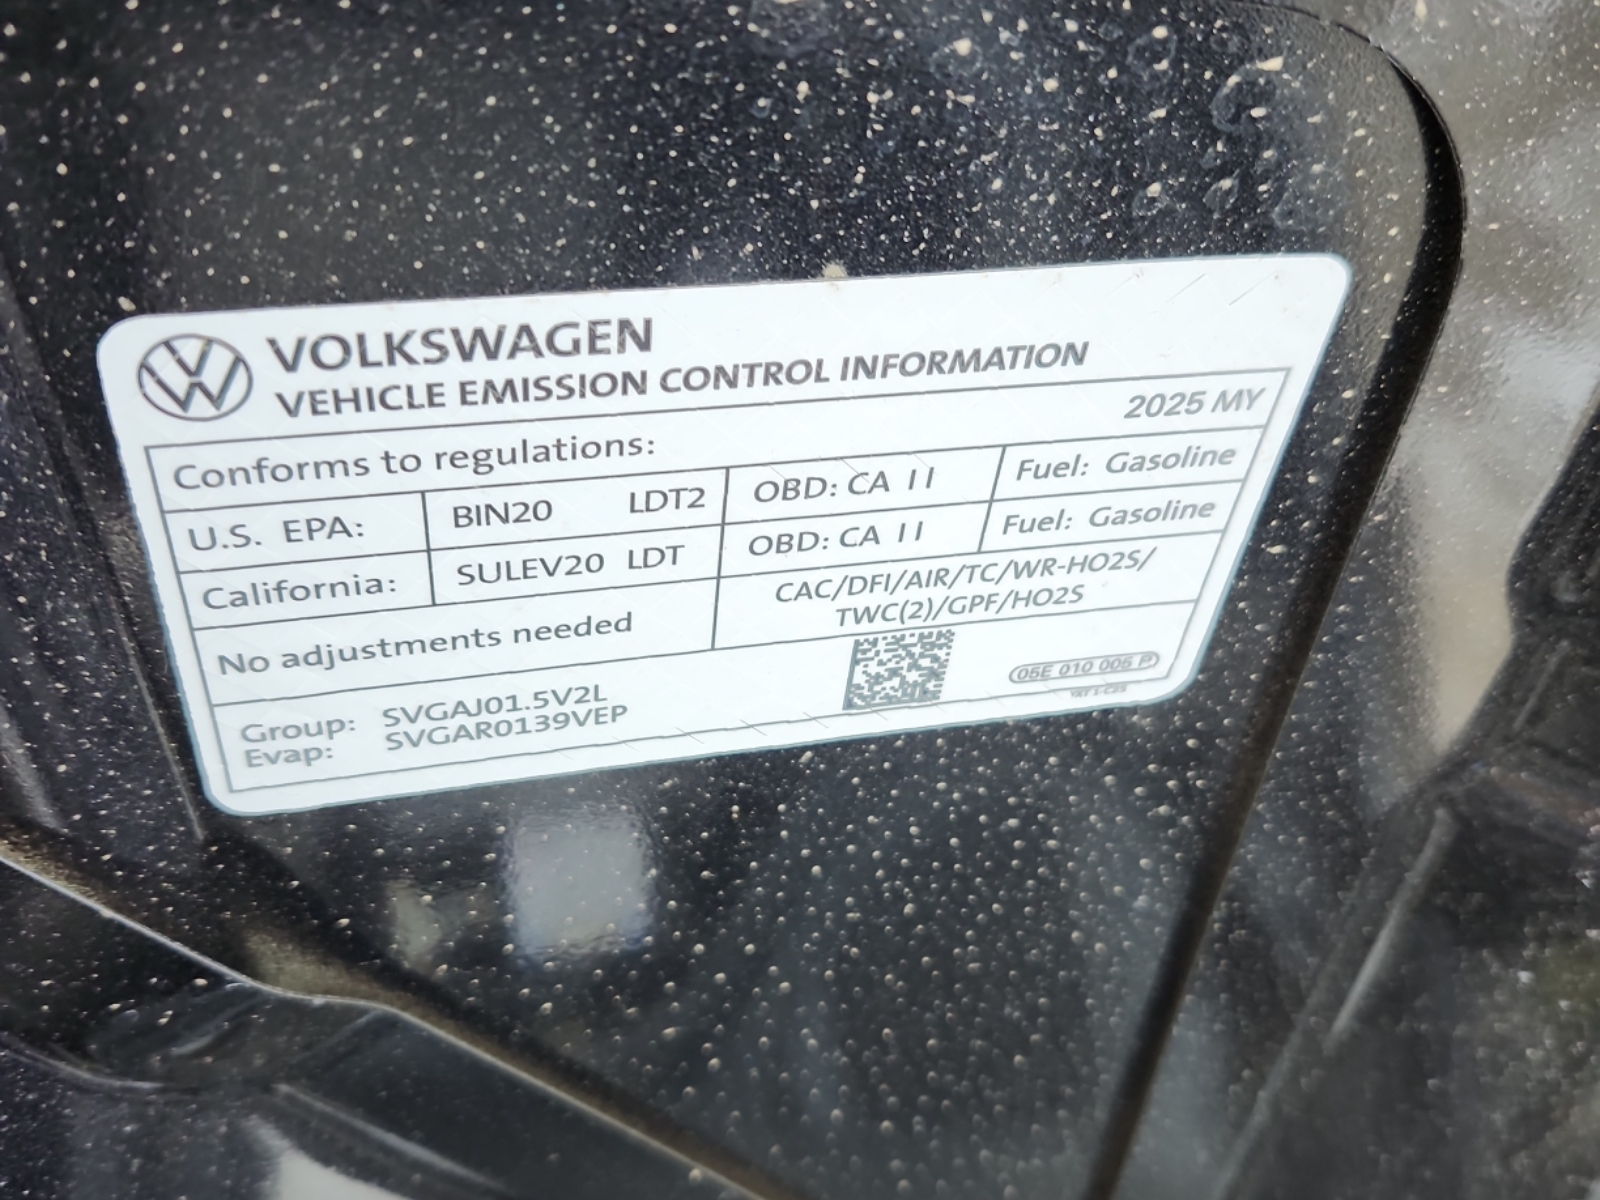 VOLKSWAGEN
VEHICLE EMISSION CONTROL INFORMATION
Conforms to regulations: 2025 MY
U.S. EPA: BIN20 LDT2 OBD: CA II Fuel: Gasoline
California: SULEV20 LDT OBD: CA II Fuel: Gasoline
No adjustments needed
CAC/DFI/AIR/TC/WR-HO2S/
TWC(2)/GPF/HO2S
Group: SVGAJ01.5V2L
Evap: SVGAR0139VEP
05E 010 005 P